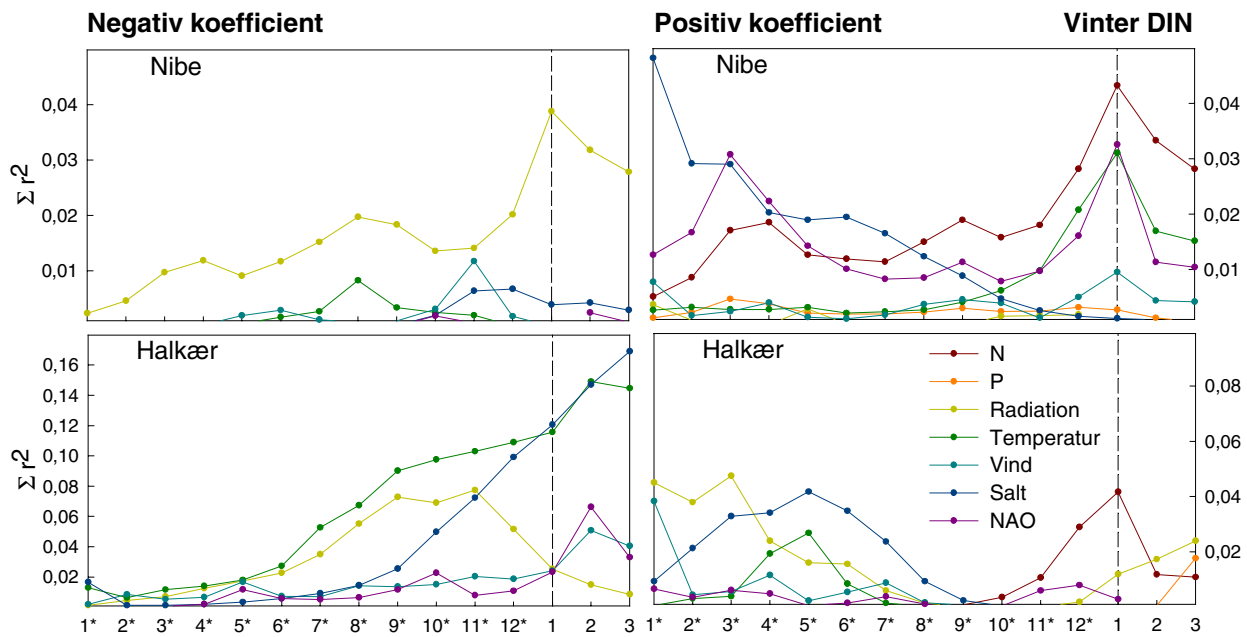 Negativ koefficient Positiv koefficient Vinter DIN
Nibe Nibe
0,04 0,04
0,03 0,03
Σ r2
0,02 0,02
0,01 0,01
Halkær Halkær
0,16
N
0,14
P
0,08
0,12
Radiation
0,10
Temperatur
0,06
Σ r2
0,08
Vind
0,06
Salt
0,04
0,04
NAO
0,02
0,02
1* 2* 3* 4* 5* 6* 7* 8* 9* 10* 11* 12* 1 2 3 1* 2* 3* 4* 5* 6* 7* 8* 9* 10* 11* 12* 1 2 3